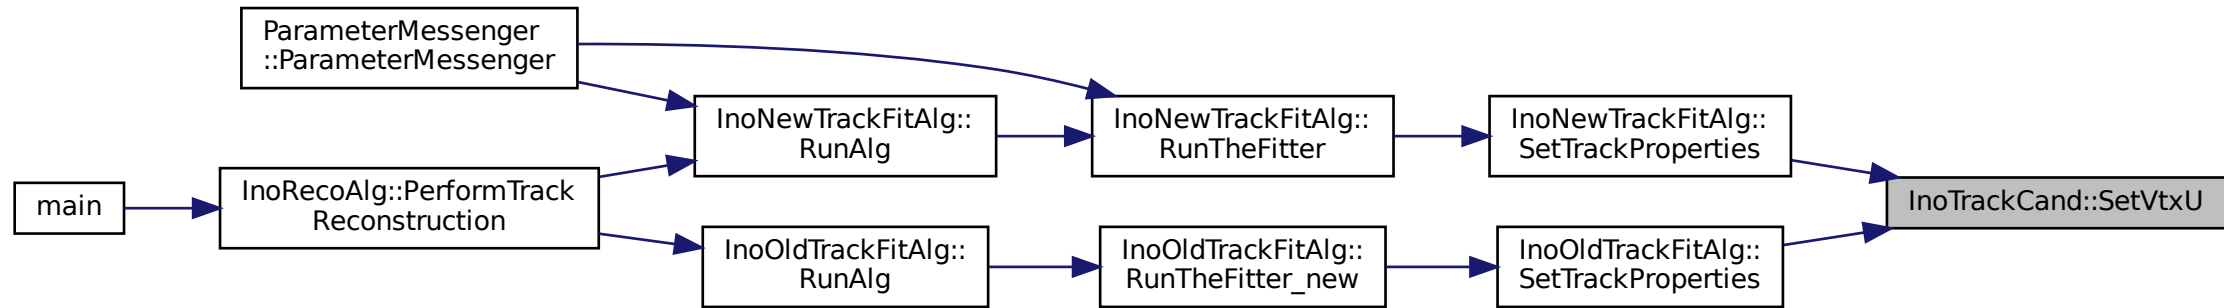 main
InoRecoAlg::PerformTrack
Reconstruction
ParameterMessenger
::ParameterMessenger
InoNewTrackFitAlg::
RunAlg
InoOldTrackFitAlg::
RunAlg
InoNewTrackFitAlg::
RunTheFitter
InoOldTrackFitAlg::
RunTheFitter_new
InoNewTrackFitAlg::
SetTrackProperties
InoOldTrackFitAlg::
SetTrackProperties
InoTrackCand::SetVtxU